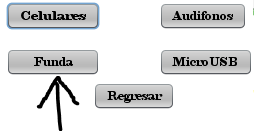 Celulares
Audifonos
Funda
MicroUSB
Regresar